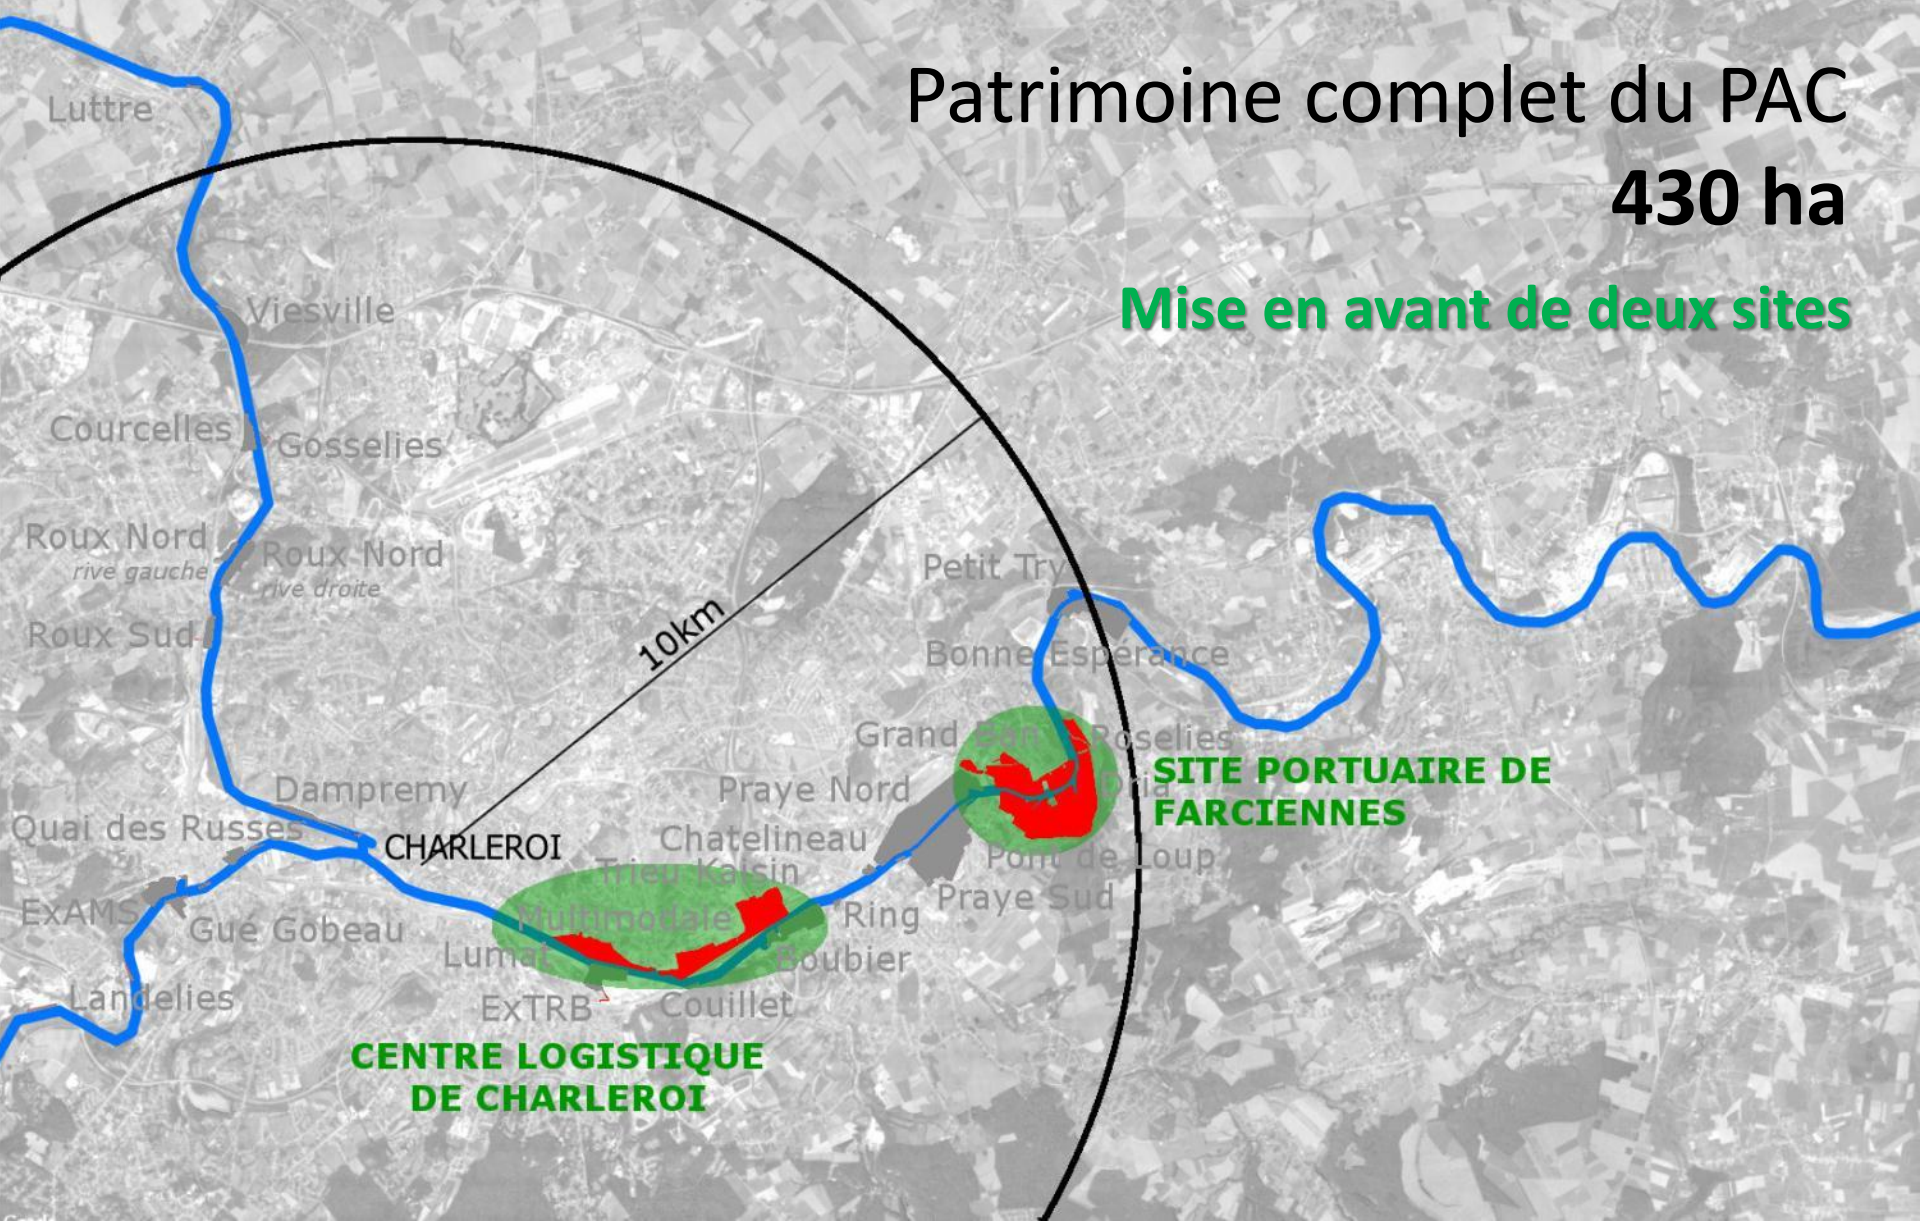 Patrimoine complet du PAC
430 ha
Mise en avant de deux sites
Luttre
Viesville
Courcelles
Gosselies
Roux Nord
rive gauche
Roux Nord
rive droite
Roux Sud
10km
Petit Try
Bonne Espérance
Grand Ban
Roselies
SITE PORTUAIRE DE
FARCIENNES
Dampremy
Praye Nord
Quai des Russes
CHARLEROI
Chatelineau
Trieu Kaisin
Pont de Loup
Praye Sud
ExAMS
Gué Gobeau
Multimodale
Ring
Lumat
Boubier
Landelies
ExTRB
Couillet
CENTRE LOGISTIQUE
DE CHARLEROI